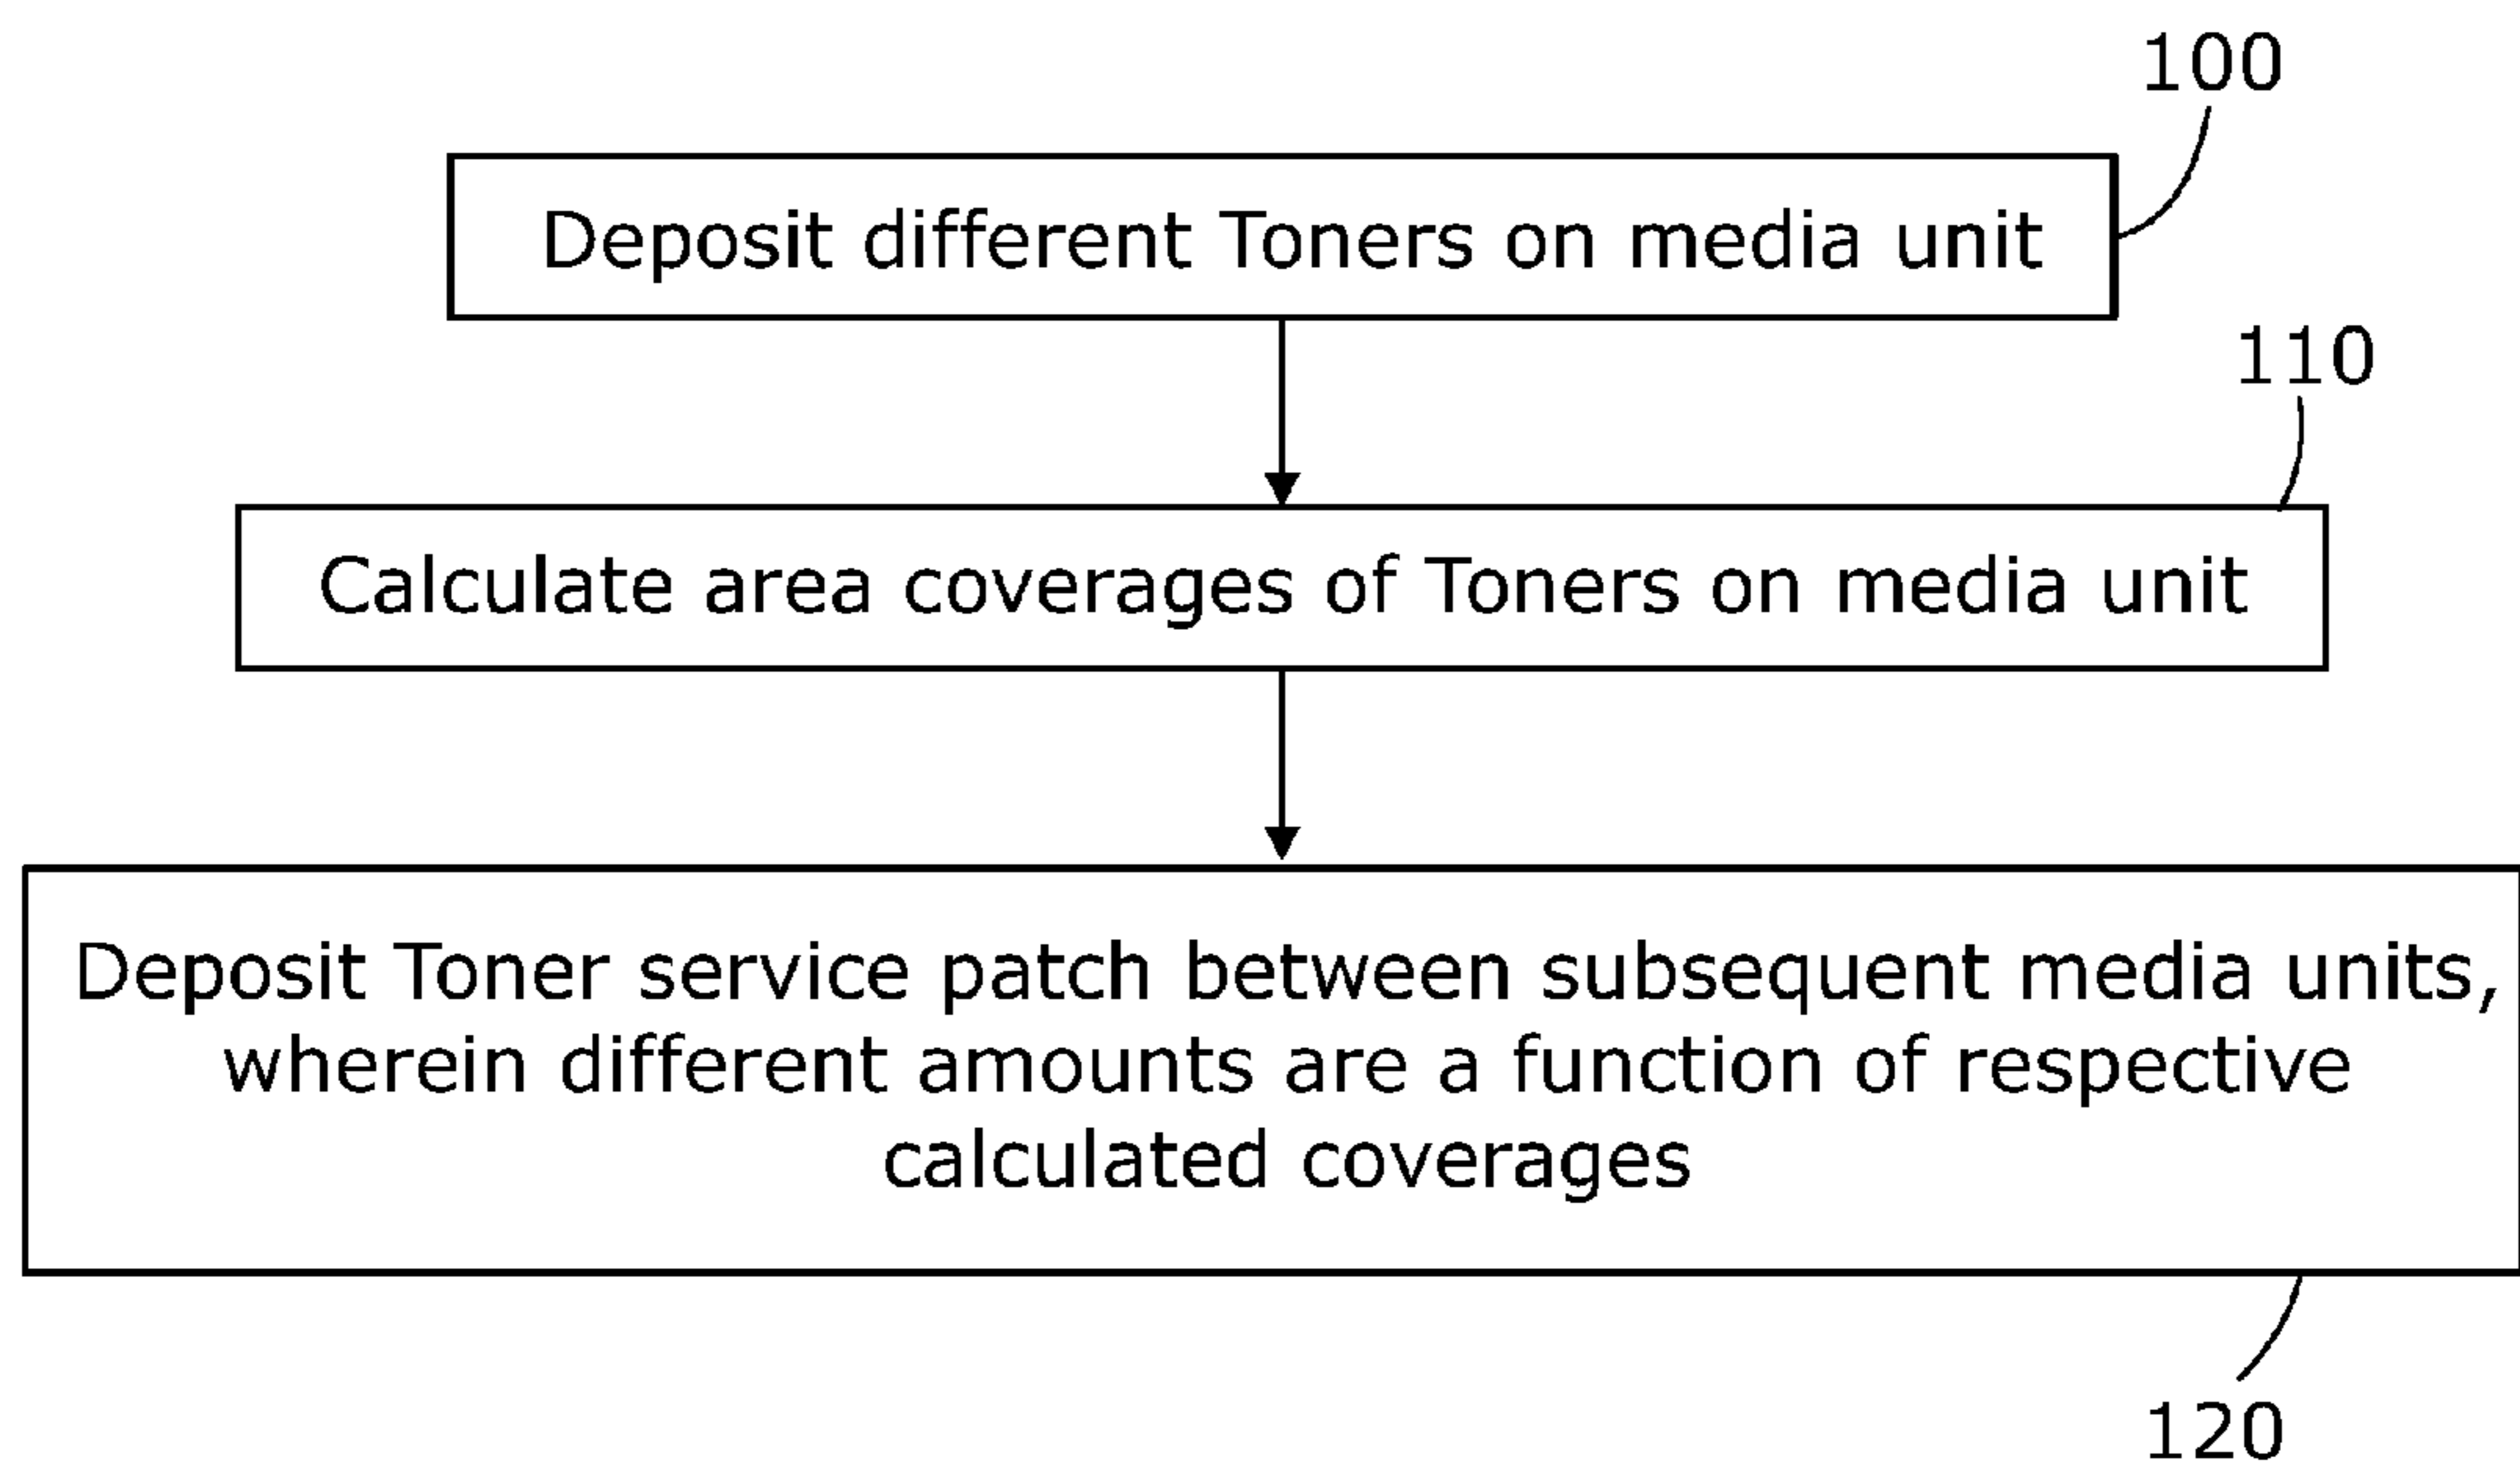 100
Deposit different Toners on media unit
110
Calculate area coverages of Toners on media unit
Deposit Toner service patch between subsequent media units,
wherein different amounts are a function of respective
calculated coverages
120